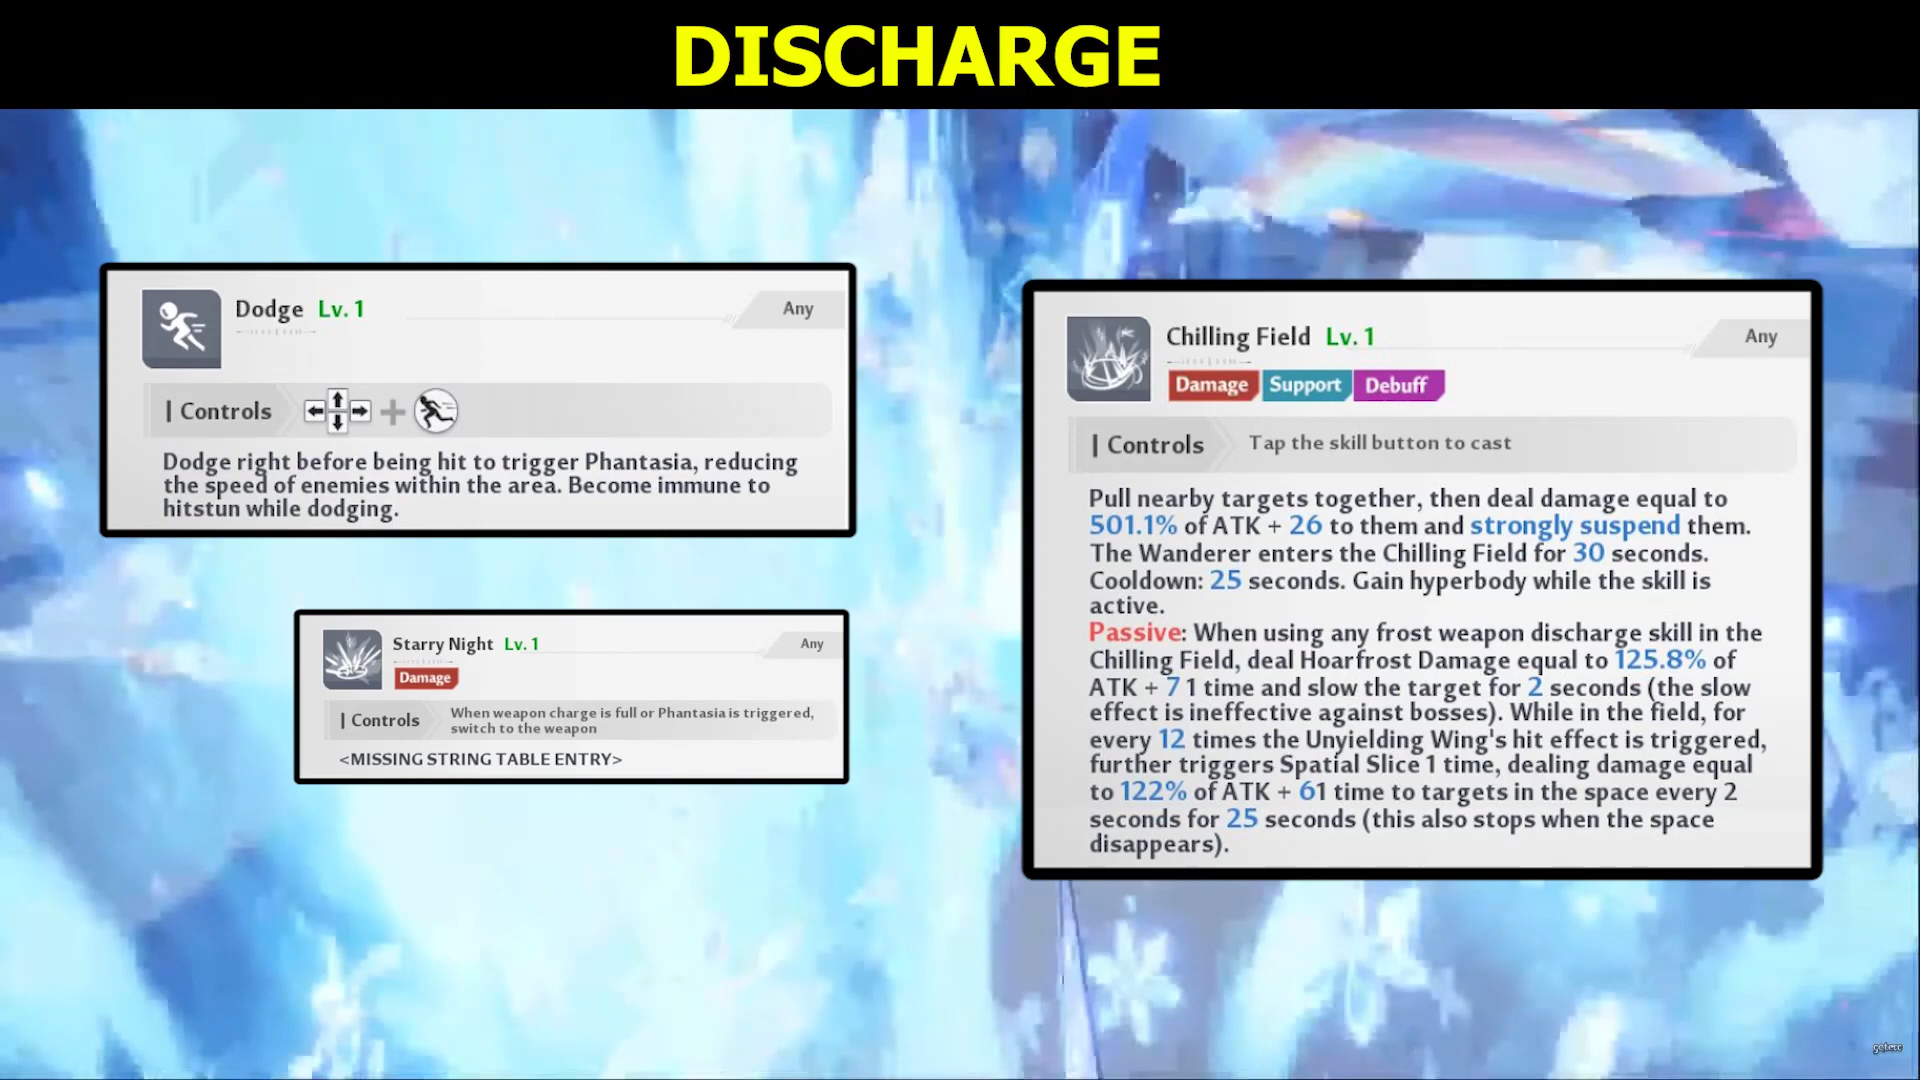 DISCHARGE
Dodge Lv. 1
Any
Controls
Dodge right before being hit to trigger Phantasia, reducing
the speed of enemies within the area. Become immune to
hitstun while dodging.
Starry Night Lv. 1
Any
Damage
Controls
When weapon charge is full or Phantasia is triggered,
switch to the weapon
<MISSING STRING TABLE ENTRY>
Chilling Field Lv. 1
Any
Damage Support Debuff
Controls
Tap the skill button to cast
Pull nearby targets together, then deal damage equal to
501.1% of ATK + 26 to them and strongly suspend them.
The Wanderer enters the Chilling Field for 30 seconds.
Cooldown: 25 seconds. Gain hyperbody while the skill is
active.
Passive: When using any frost weapon discharge skill in the
Chilling Field, deal Hoarfrost Damage equal to 125.8% of
ATK + 7 1 time and slow the target for 2 seconds (the slow
effect is ineffective against bosses). While in the field, for
every 12 times the Unyielding Wing's hit effect is triggered,
further triggers Spatial Slice 1 time, dealing damage equal
to 122% of ATK + 61 time to targets in the space every 2
seconds for 25 seconds (this also stops when the space
disappears).